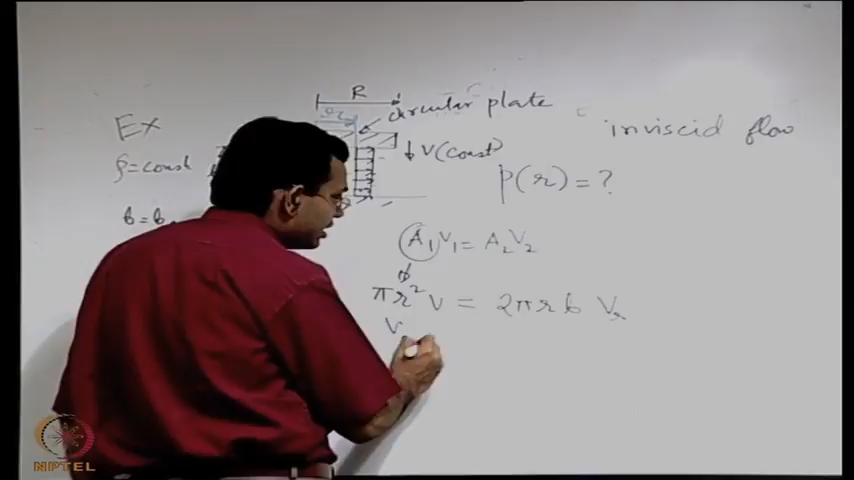 R
circular plate
Ex
inviscid flow
ρ=const
V(const)
p(r)=?
b=b
A₁V₁=A₂V₂
πr²V = 2πrb Vᵣ
V
NPTEL